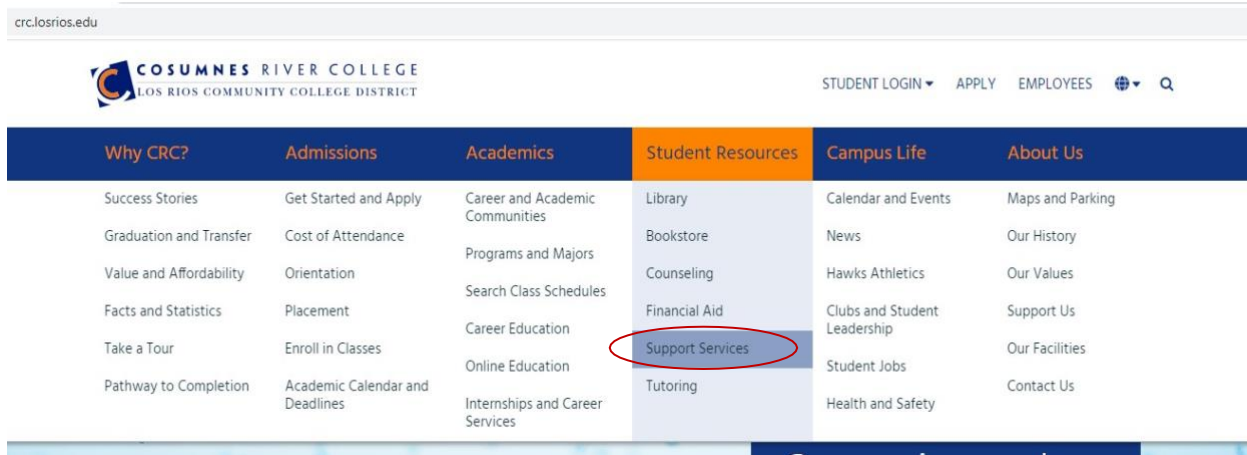 crc.losrios.edu
COSUMNES RIVER COLLEGE
LOS RIOS COMMUNITY COLLEGE DISTRICT
STUDENT LOGIN APPLY EMPLOYEES
Why CRC? Admissions Academics Student Resources Campus Life About Us
Success Stories
Graduation and Transfer
Value and Affordability
Facts and Statistics
Take a Tour
Pathway to Completion
Get Started and Apply
Cost of Attendance
Orientation
Placement
Enroll in Classes
Academic Calendar and
Deadlines
Career and Academic
Communities
Programs and Majors
Search Class Schedules
Career Education
Online Education
Internships and Career
Services
Library
Bookstore
Counseling
Financial Aid
Support Services
Tutoring
Calendar and Events
News
Hawks Athletics
Clubs and Student
Leadership
Student Jobs
Health and Safety
Maps and Parking
Our History
Our Values
Support Us
Our Facilities
Contact Us